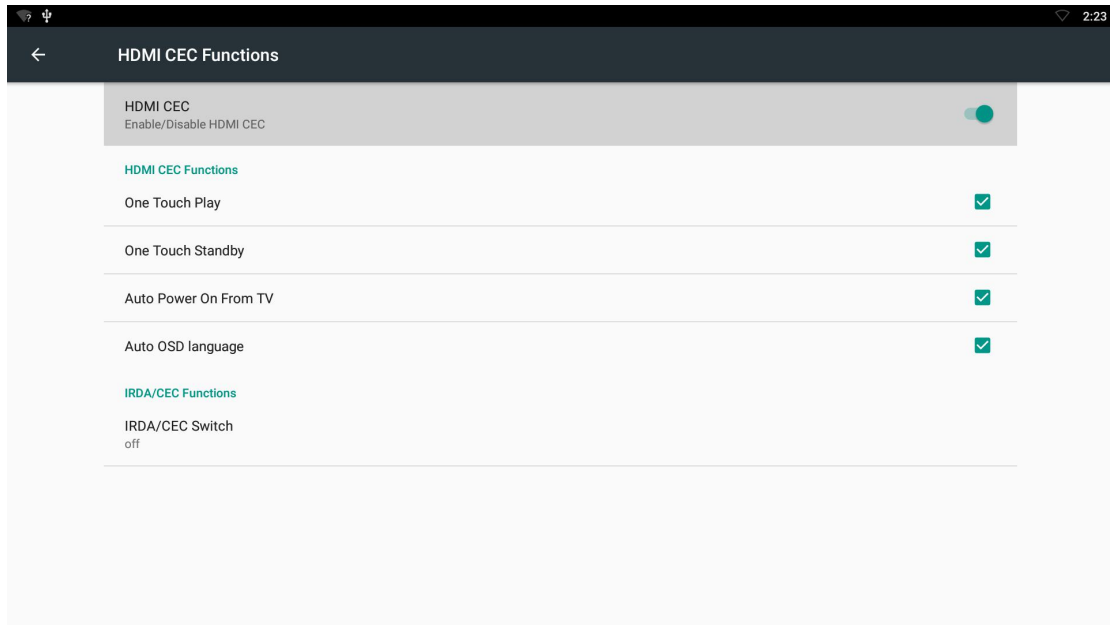 2:23
HDMI CEC Functions
HDMI CEC
Enable/Disable HDMI CEC
HDMI CEC Functions
One Touch Play
One Touch Standby
Auto Power On From TV
Auto OSD language
IRDA/CEC Functions
IRDA/CEC Switch
off